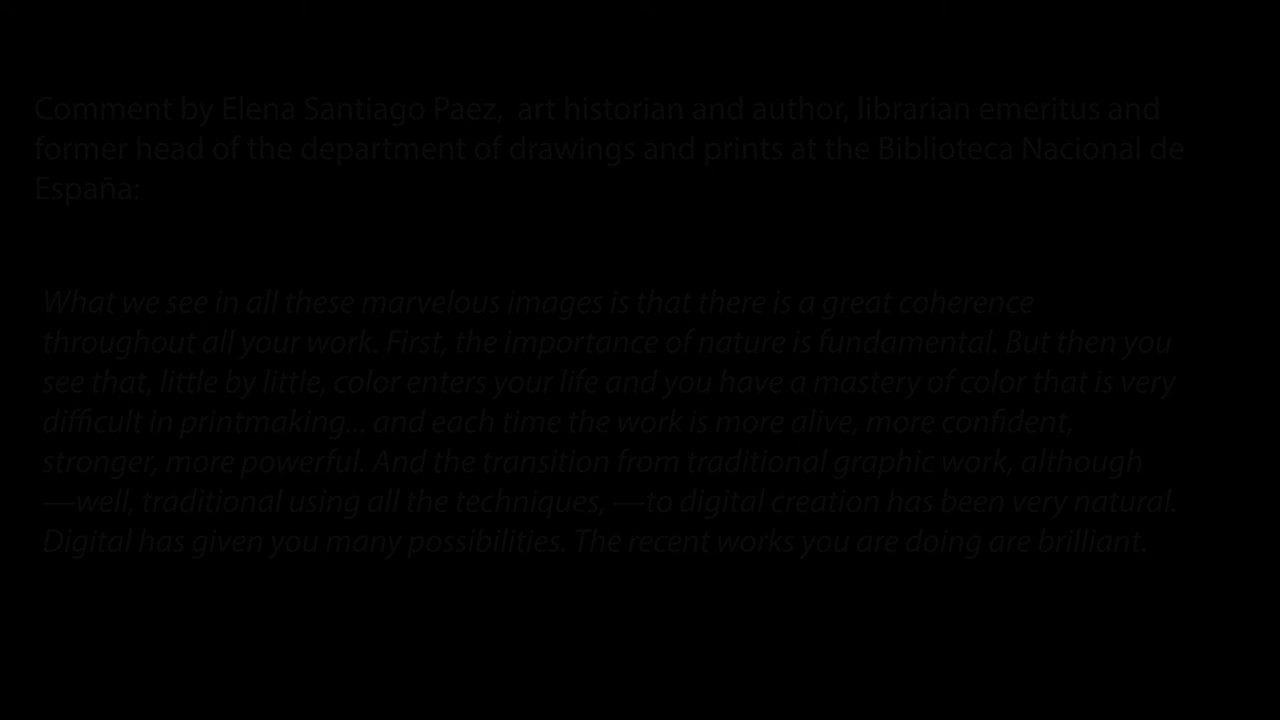 Comment by Elena Santiago Paez,  art historian and author, librarian emeritus and
former head of the department of drawings and prints at the Biblioteca Nacional de
España:
What we see in all these marvelous images is that there is a great coherence
throughout all your work. First, the importance of nature is fundamental. But then you
see that, little by little, color enters your life and you have a mastery of color that is very
difficult in printmaking... and each time the work is more alive, more confident,
stronger, more powerful. And the transition from traditional graphic work, although
—well, traditional using all the techniques, —to digital creation has been very natural.
Digital has given you many possibilities. The recent works you are doing are brilliant.